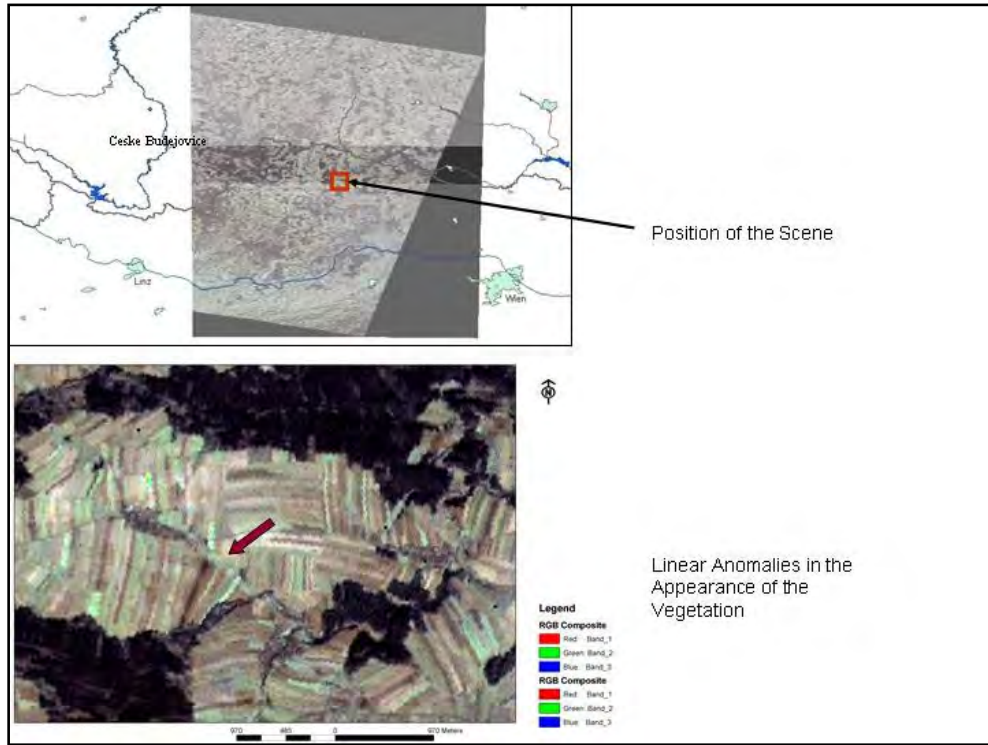 Ceske Budejovice
Linz
Wien
Position of the Scene
N
Linear Anomalies in the
Appearance of the
Vegetation
Legend
RGB Composite
Red: Band_1
Green: Band_2
Blue: Band_3
RGB Composite
Red: Band_1
Green: Band_2
Blue: Band_3
970 485 0 970 Meters